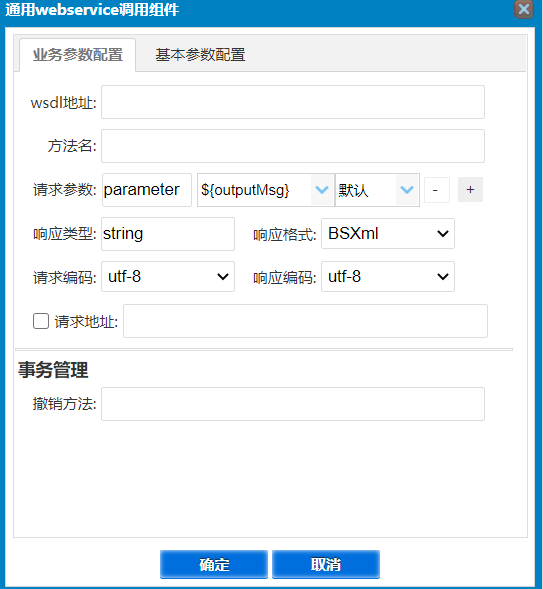 通用webservice调用组件
业务参数配置 基本参数配置
wsdl地址:
方法名:
请求参数: parameter ${outputMsg} 默认 - +
响应类型: string 响应格式: BSXml
请求编码: utf-8 响应编码: utf-8
请求地址:
事务管理
撤销方法:
确定 取消